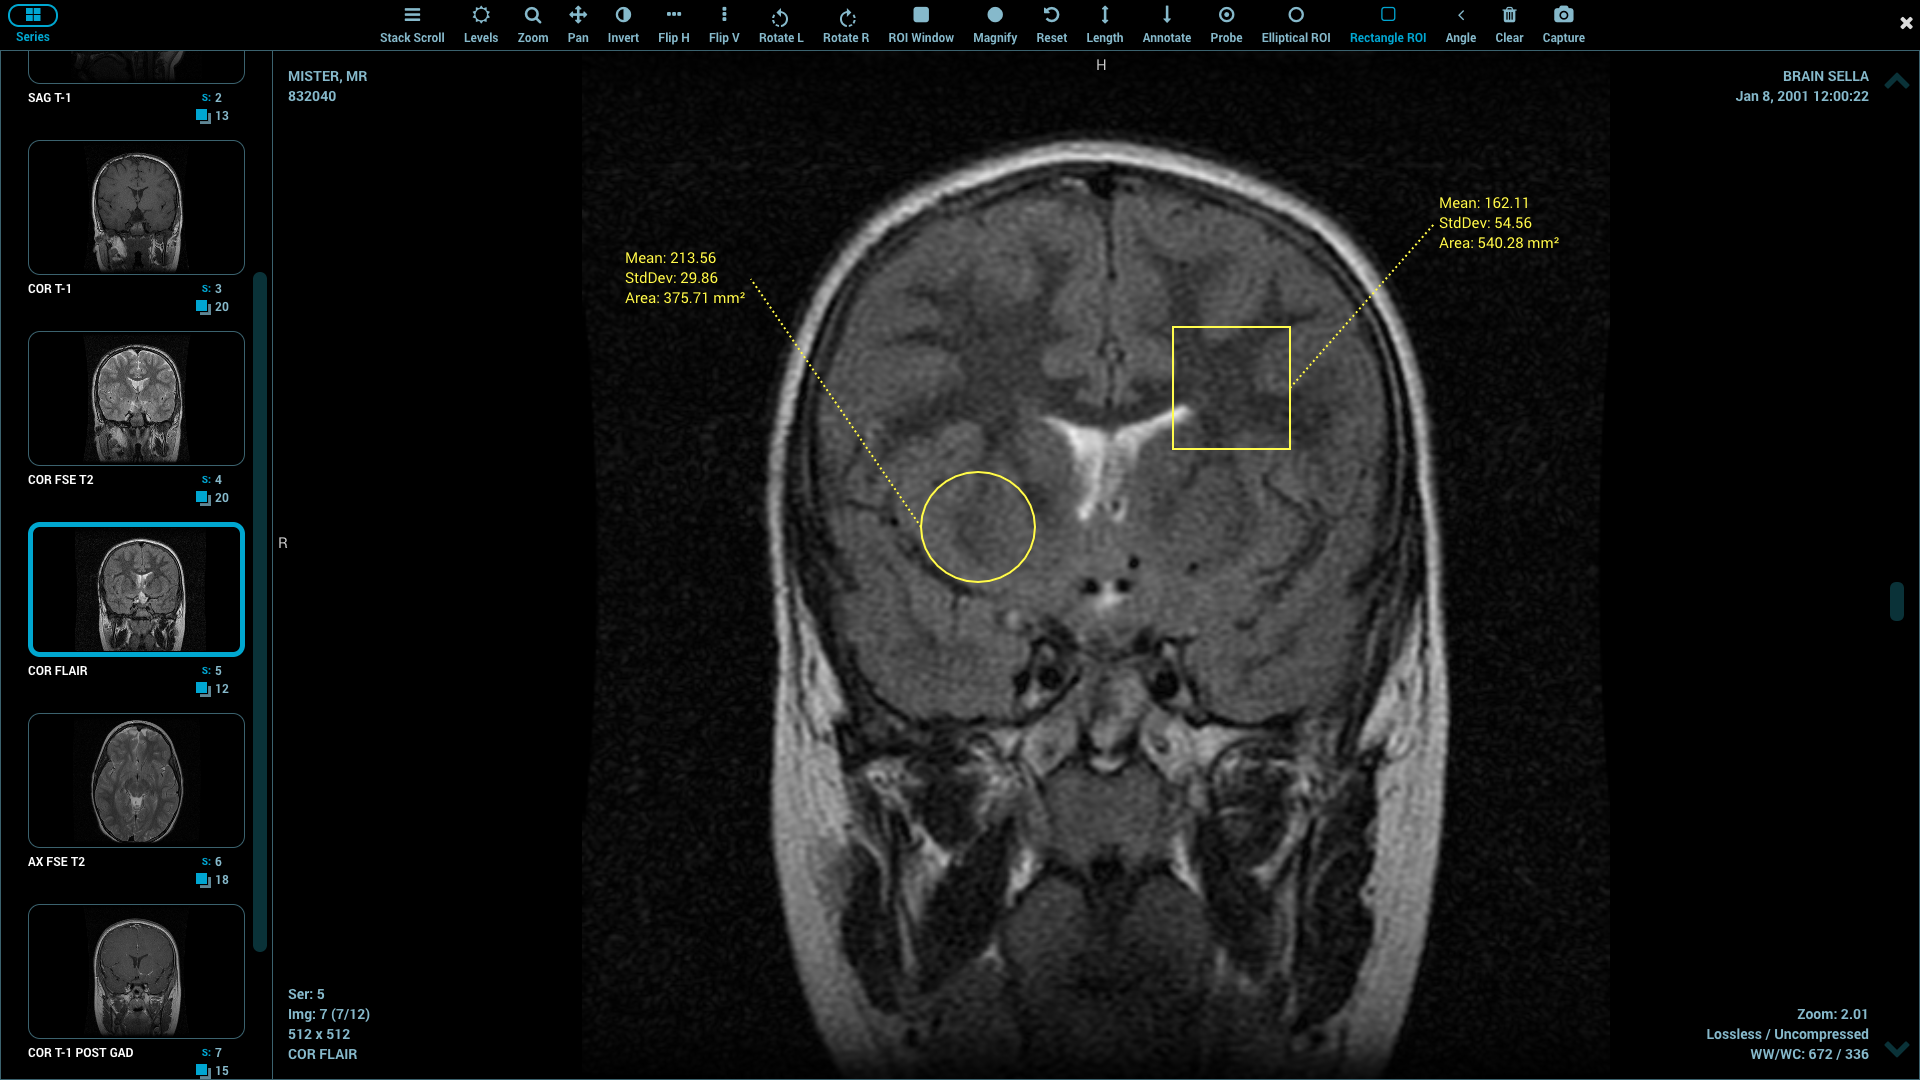 Series
Stack Scroll
Levels
Zoom
Pan
Invert
Flip H
Flip V
Rotate L
Rotate R
ROI Window
Magnify
Reset
Length
Annotate
Probe
Elliptical ROI
Rectangle ROI
Angle
Clear
Capture
SAG T-1
S: 2
13
COR T-1
S: 3
20
COR FSE T2
S: 4
20
COR FLAIR
S: 5
12
AX FSE T2
S: 6
18
COR T-1 POST GAD
S: 7
15
MISTER, MR
832040
H
BRAIN SELLA
Jan 8, 2001 12:00:22
Mean: 213.56
StdDev: 29.86
Area: 375.71 mm²
Mean: 162.11
StdDev: 54.56
Area: 540.28 mm²
R
Ser: 5
Img: 7 (7/12)
512 x 512
COR FLAIR
Zoom: 2.01
Lossless / Uncompressed
WW/WC: 672 / 336